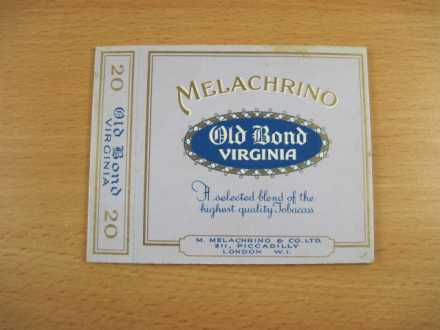 20
Old Bond
VIRGINIA
20
MELACHRINO
Old Bond
VIRGINIA
A selected blend of the
highest quality Tobaccos
M. MELACHRINO & CO. LTD.
211, PICCADILLY
LONDON W.1.